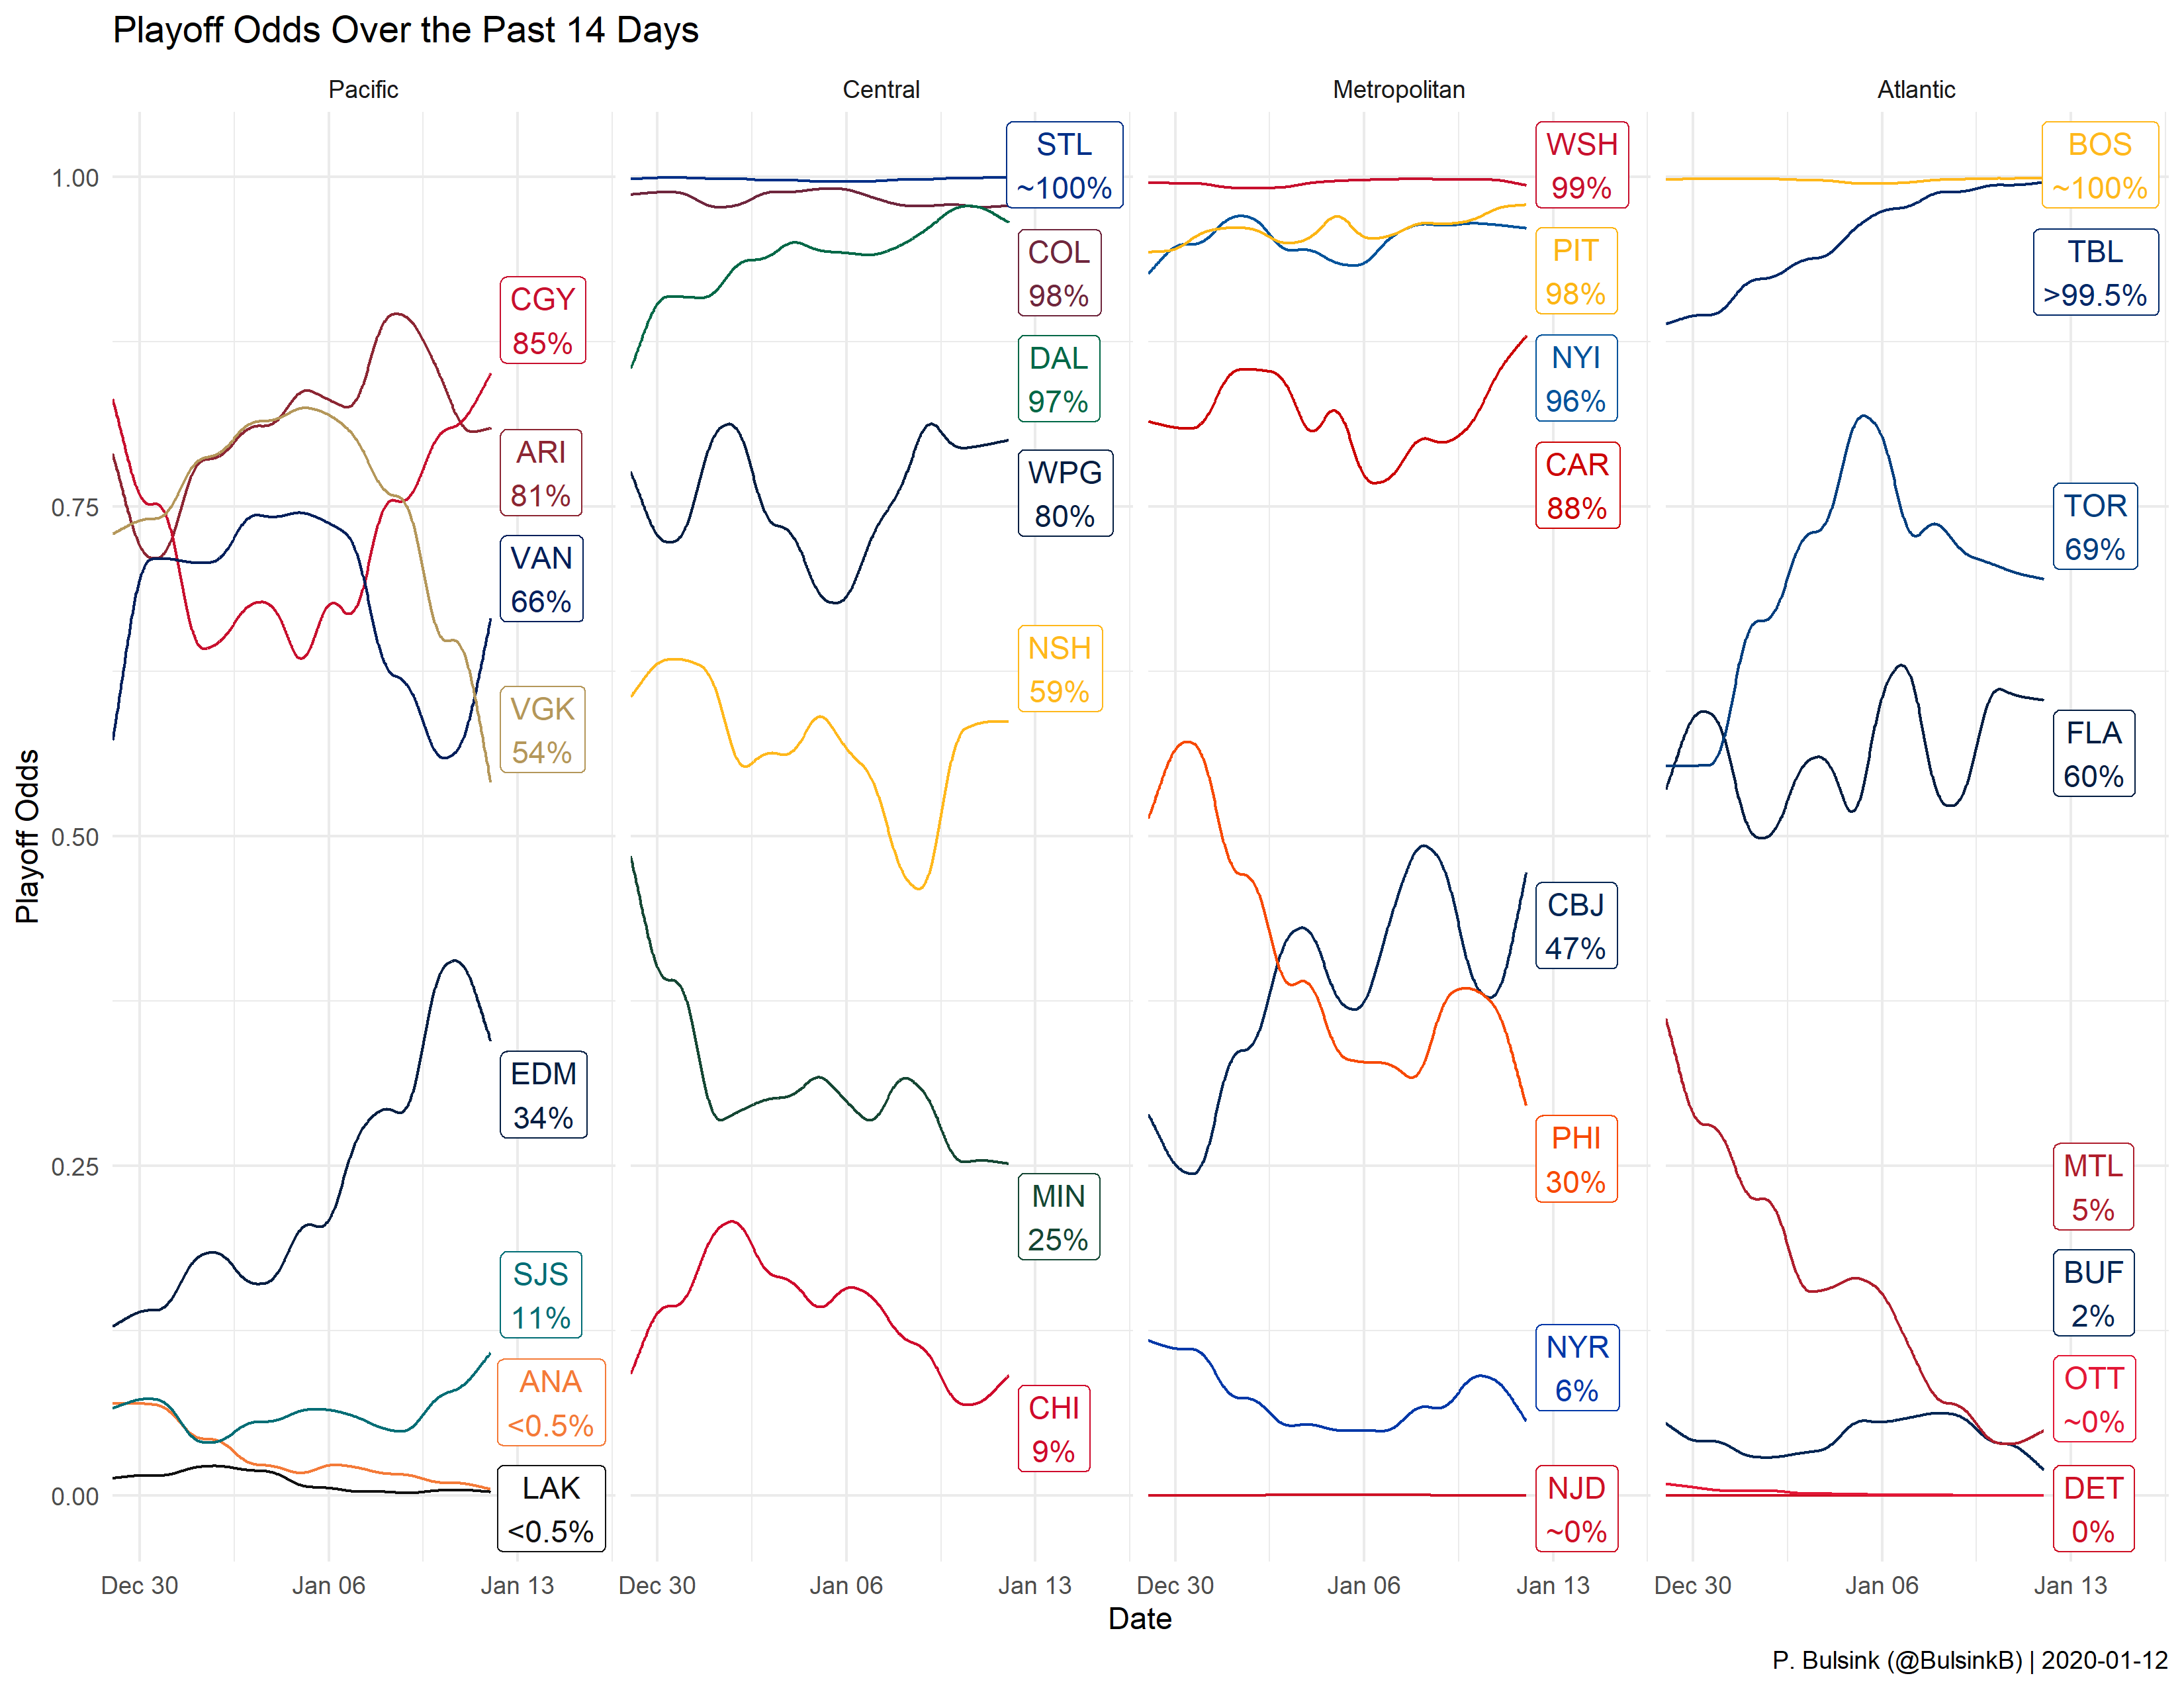 Playoff Odds Over the Past 14 Days
Pacific
Central
Metropolitan
Atlantic
Playoff Odds
1.00
0.75
0.50
0.25
0.00
CGY
85%
ARI
81%
VAN
66%
VGK
54%
EDM
34%
SJS
11%
ANA
<0.5%
LAK
<0.5%
STL
~100%
COL
98%
DAL
97%
WPG
80%
NSH
59%
MIN
25%
CHI
9%
WSH
99%
PIT
98%
NYI
96%
CAR
88%
CBJ
47%
PHI
30%
NYR
6%
NJD
~0%
BOS
~100%
TBL
>99.5%
TOR
69%
FLA
60%
MTL
5%
BUF
2%
OTT
~0%
DET
0%
Dec 30 Jan 06 Jan 13
Dec 30 Jan 06 Jan 13
Dec 30 Jan 06 Jan 13
Dec 30 Jan 06 Jan 13
Date
P. Bulsink (@BulsinkB) | 2020-01-12